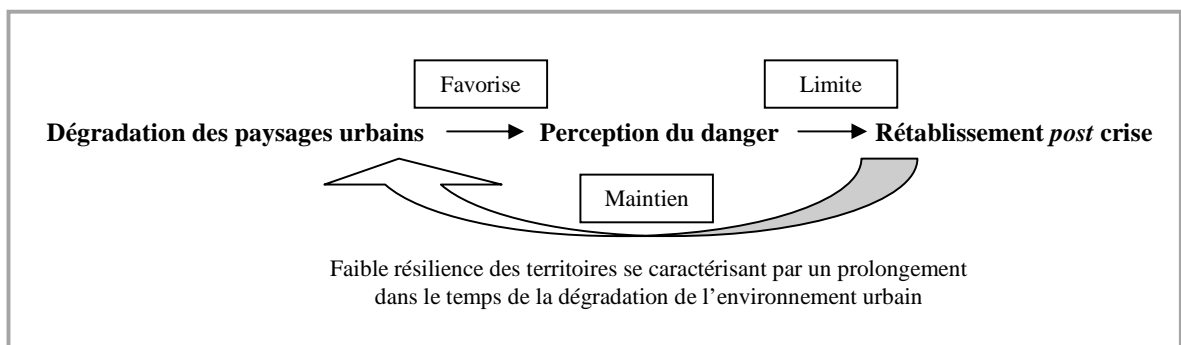 Favorise
Limite
Dégradation des paysages urbains
Perception du danger
Rétablissement post crise
Maintien
Faible résilience des territoires se caractérisant par un prolongement
dans le temps de la dégradation de l’environnement urbain